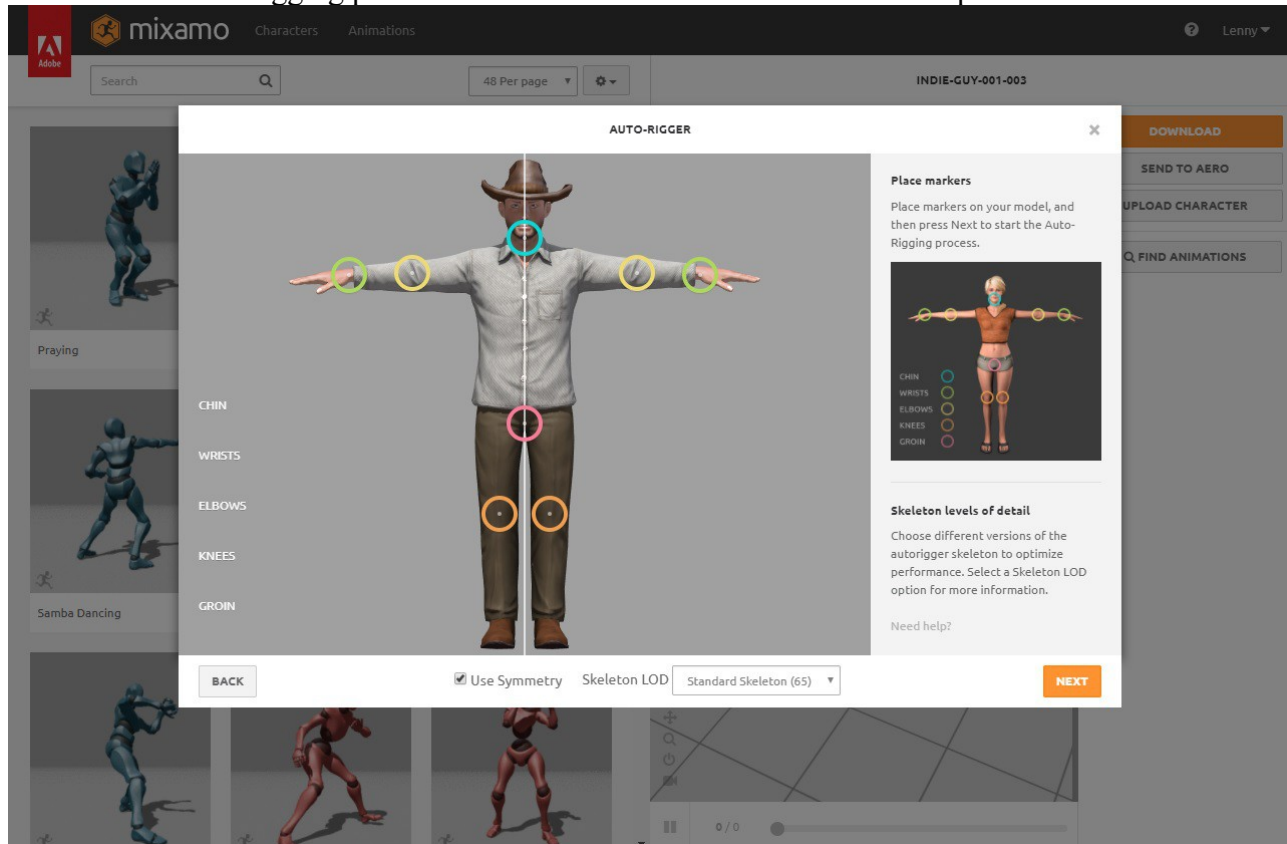 mixamo Characters Animations Lenny
Adobe
Search 48 Per page INDIE-GUY-001-003
AUTO-RIGGER
DOWNLOAD
SEND TO AERO
UPLOAD CHARACTER
FIND ANIMATIONS
Praying
Samba Dancing
CHIN
WRISTS
ELBOWS
KNEES
GROIN
Place markers
Place markers on your model, and
then press Next to start the Auto-
Rigging process.
CHIN
WRISTS
ELBOWS
KNEES
GROIN
Skeleton levels of detail
Choose different versions of the
autorigger skeleton to optimize
performance. Select a Skeleton LOD
option for more information.
Need help?
BACK Use Symmetry Skeleton LOD Standard Skeleton (65) NEXT
0 / 0